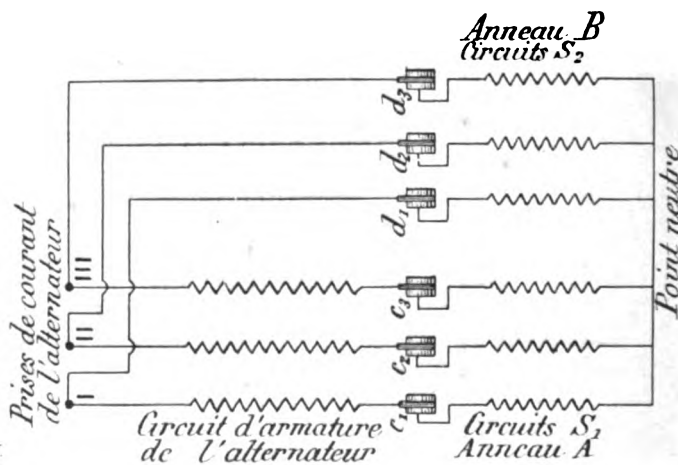 Anneau B
Circuits S₂
d₃
d₂
d₁
Prises de courant
de l'alternateur
III
II
I
c₃
c₂
c₁
Point neutre
Circuit d'armature
de l'alternateur
Circuits S₁
Anneau A